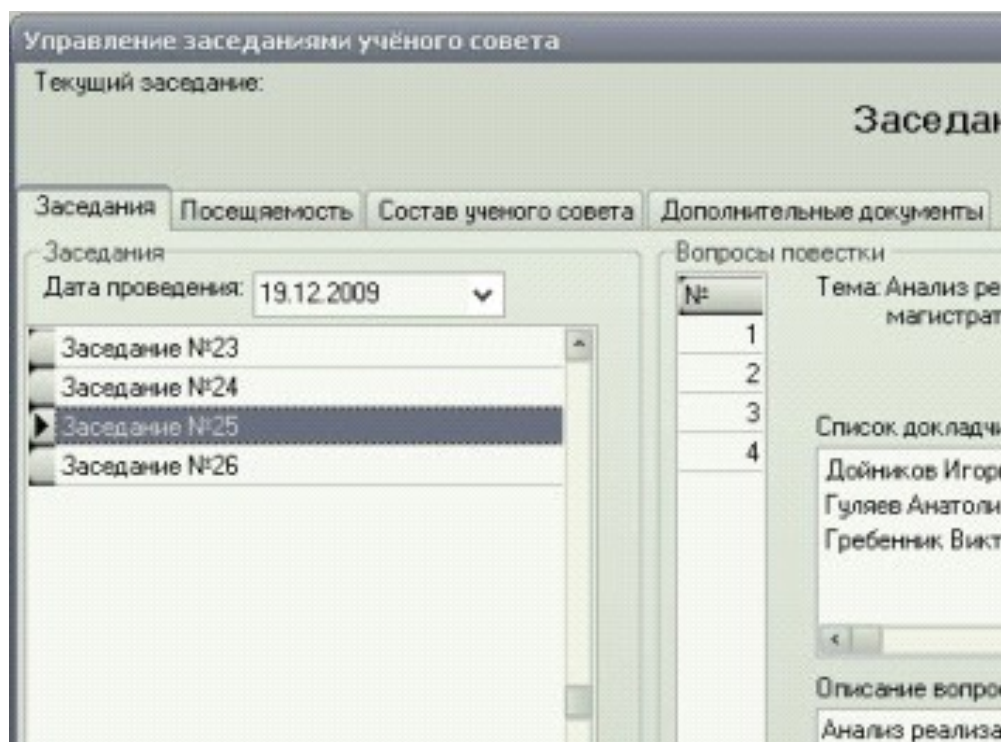 Управление заседаниями учёного совета
Текущий заседание:
Заседан
Заседания Посещяемость Состав ученого совета Дополнительные документы
Заседания
Дата проведения: 19.12.2009
Заседание №23
Заседание №24
Заседание №25
Заседание №26
Вопросы повестки
№
1
2
3
4
Тема: Анализ ре
магистрат
Список докладчи
Дойников Игор
Гуляев Анатоли
Гребенник Викт
Описание вопро
Анализ реализа